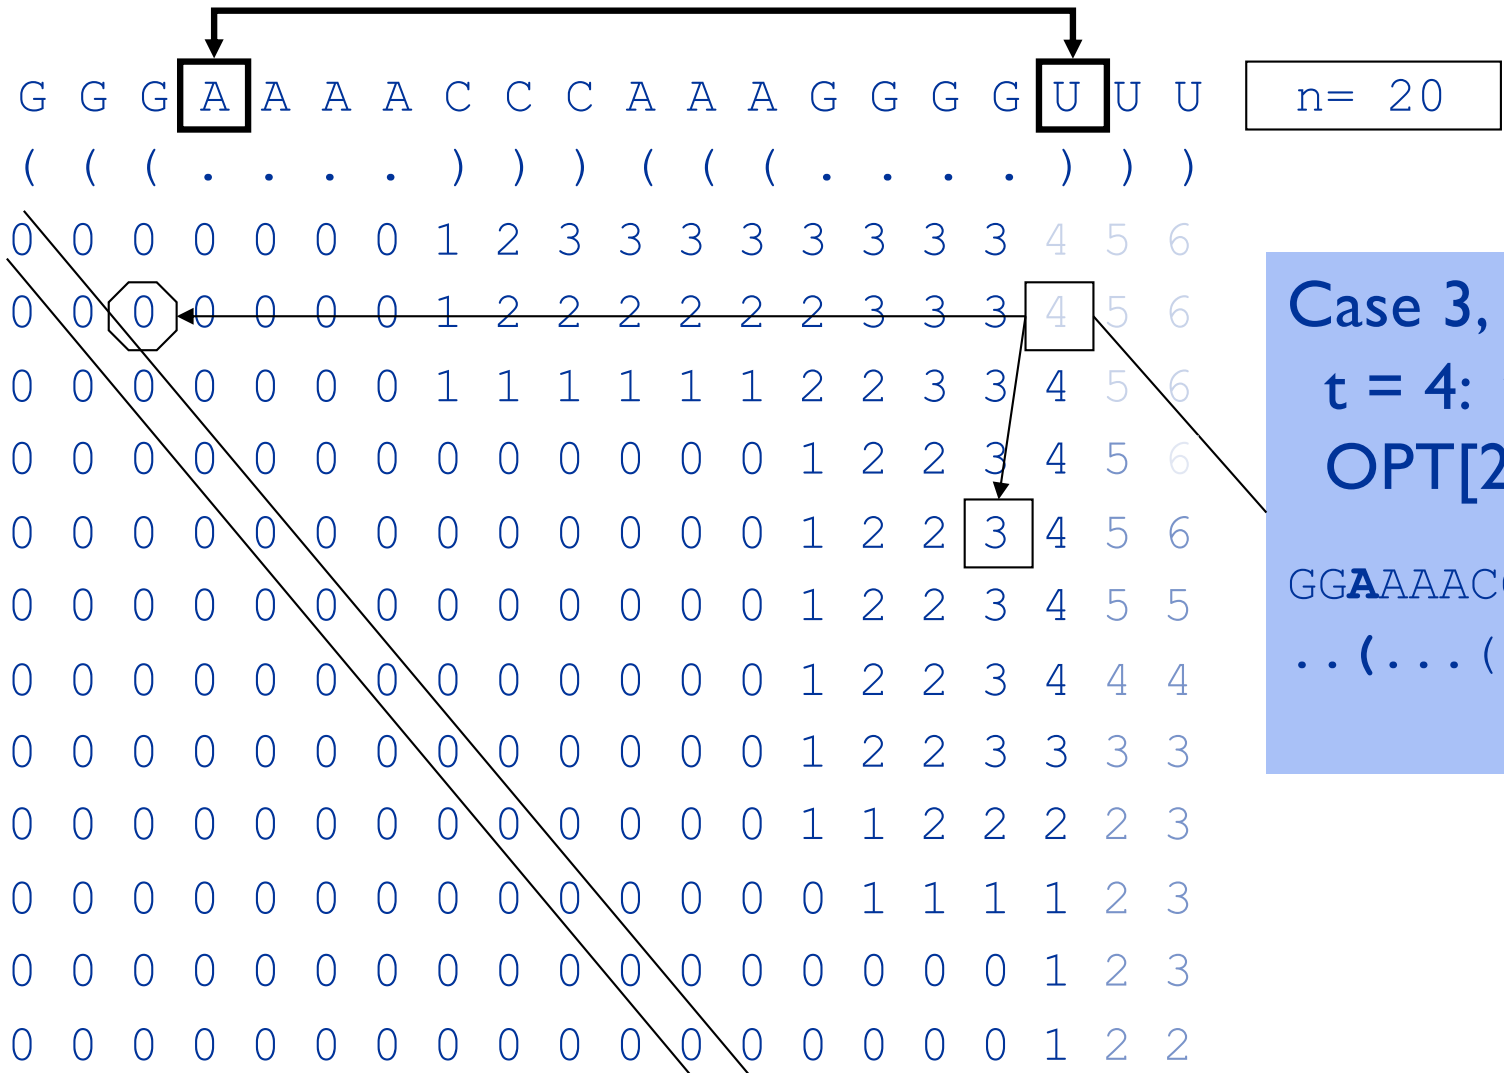 G G G A A A A C C C A A A G G G G U U U n= 20
( ( ( . . . . ) ) ) ( ( ( . . . . ) ) )
0 0 0 0 0 0 0 1 2 3 3 3 3 3 3 3 3 4 5 6
0 0 0 0 0 0 0 1 2 2 2 2 2 2 3 3 3 4 5 6
0 0 0 0 0 0 0 1 1 1 1 1 1 2 2 3 3 4 5 6
0 0 0 0 0 0 0 0 0 0 0 0 0 1 2 2 3 4 5 6
0 0 0 0 0 0 0 0 0 0 0 0 0 1 2 2 3 4 5 6
0 0 0 0 0 0 0 0 0 0 0 0 0 1 2 2 3 4 5 5
0 0 0 0 0 0 0 0 0 0 0 0 0 1 2 2 3 4 4 4
0 0 0 0 0 0 0 0 0 0 0 0 0 1 2 2 3 3 3 3
0 0 0 0 0 0 0 0 0 0 0 0 0 1 1 2 2 2 2 3
0 0 0 0 0 0 0 0 0 0 0 0 0 0 1 1 1 1 2 3
0 0 0 0 0 0 0 0 0 0 0 0 0 0 0 0 0 1 2 3
0 0 0 0 0 0 0 0 0 0 0 0 0 0 0 0 0 1 2 2
Case 3,
t = 4:
OPT[2
GGAAAAC
..(...(